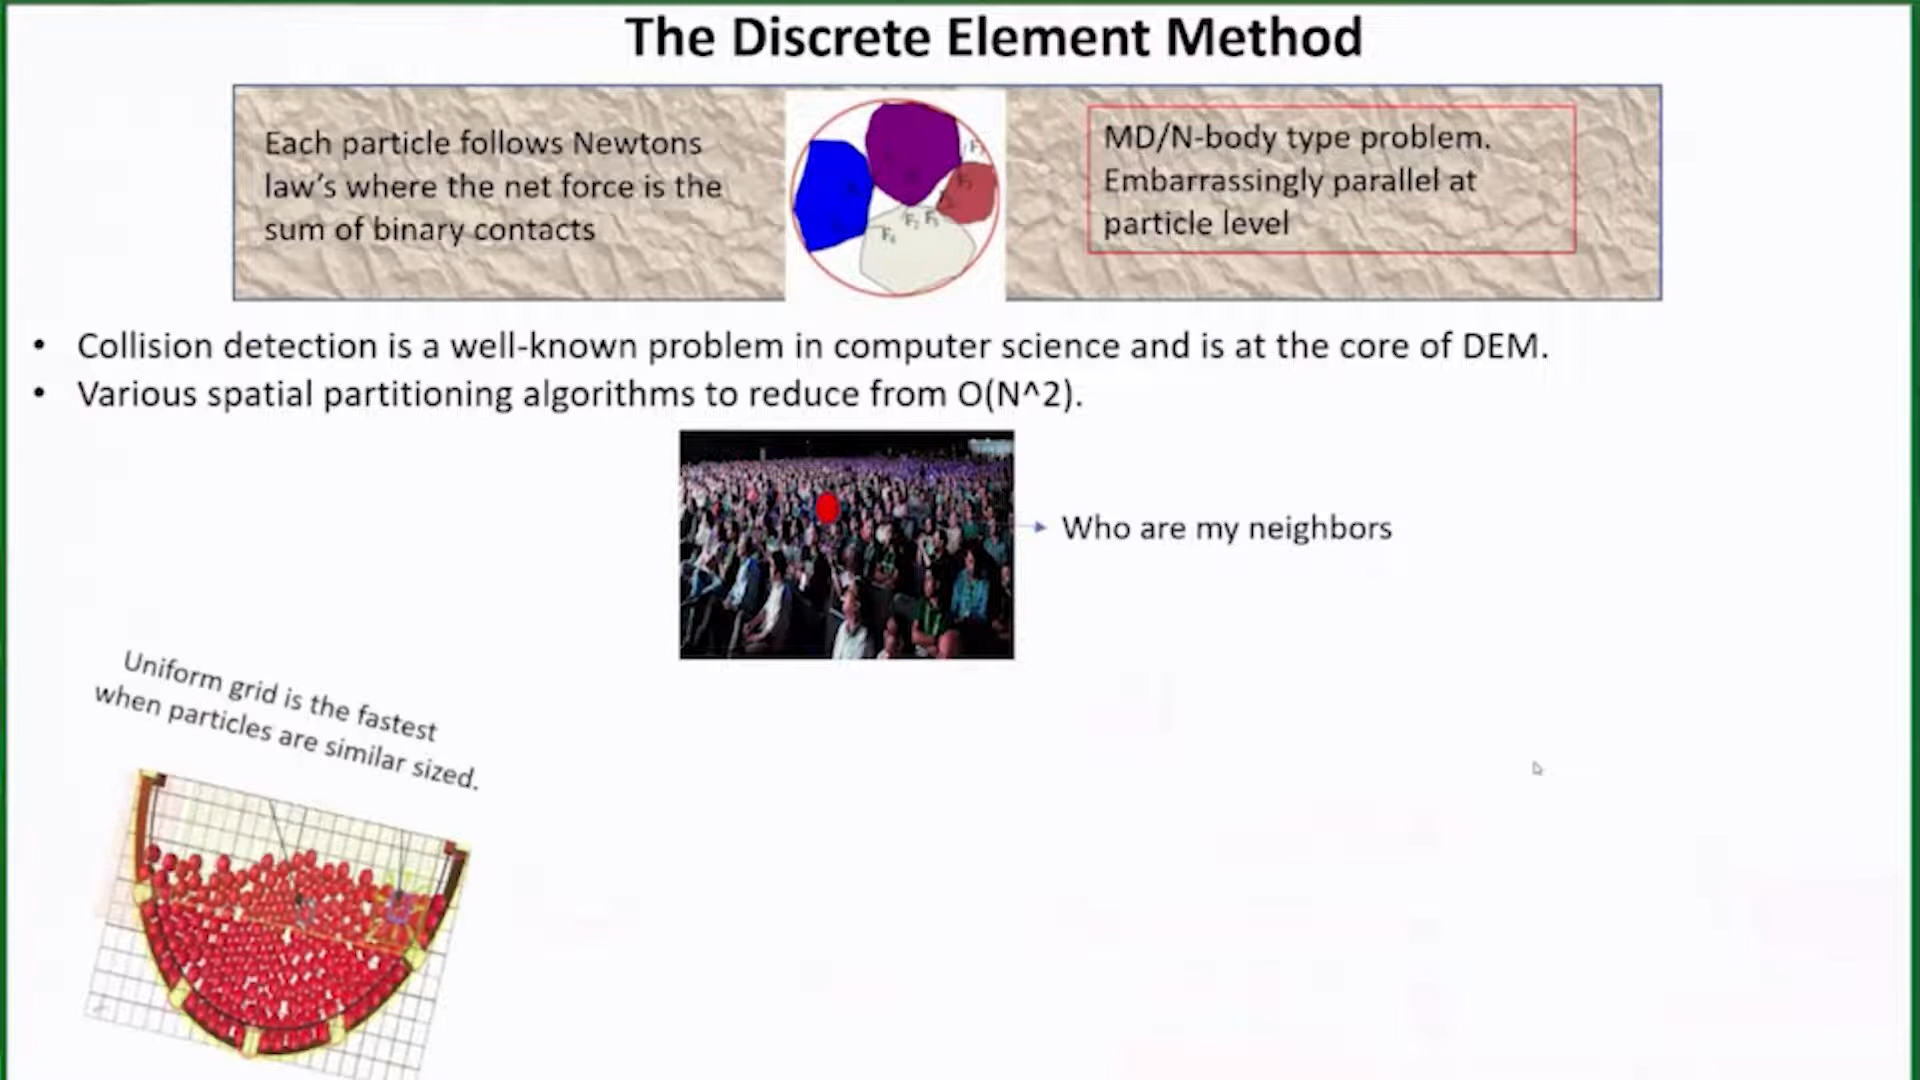 The Discrete Element Method
Each particle follows Newtons
law's where the net force is the
sum of binary contacts
MD/N-body type problem.
Embarrassingly parallel at
particle level
• Collision detection is a well-known problem in computer science and is at the core of DEM.
• Various spatial partitioning algorithms to reduce from O(N^2).
Who are my neighbors
Uniform grid is the fastest
when particles are similar sized.